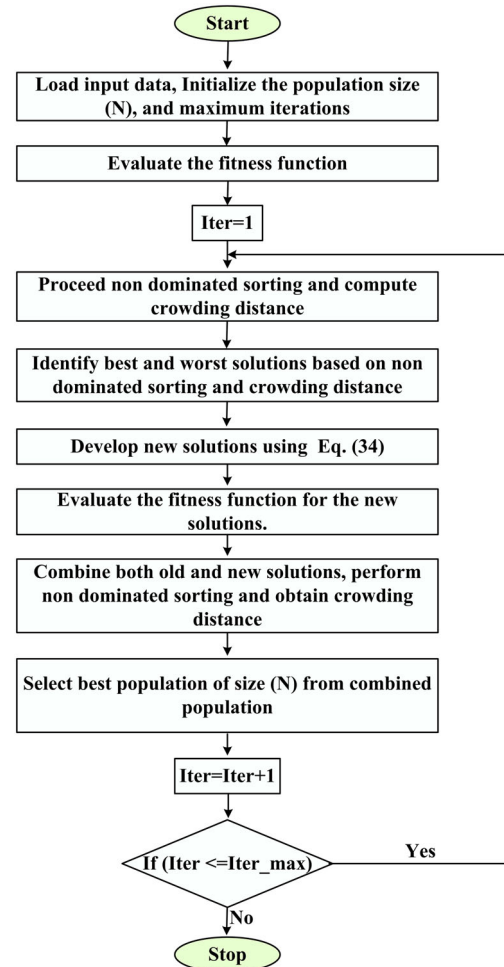 Start
Load input data, Initialize the population size
(N), and maximum iterations
Evaluate the fitness function
Iter=1
Proceed non dominated sorting and compute
crowding distance
Identify best and worst solutions based on non
dominated sorting and crowding distance
Develop new solutions using Eq. (34)
Evaluate the fitness function for the new
solutions.
Combine both old and new solutions, perform
non dominated sorting and obtain crowding
distance
Select best population of size (N) from combined
population
Iter=Iter+1
If (Iter <=Iter_max)
Yes
No
Stop